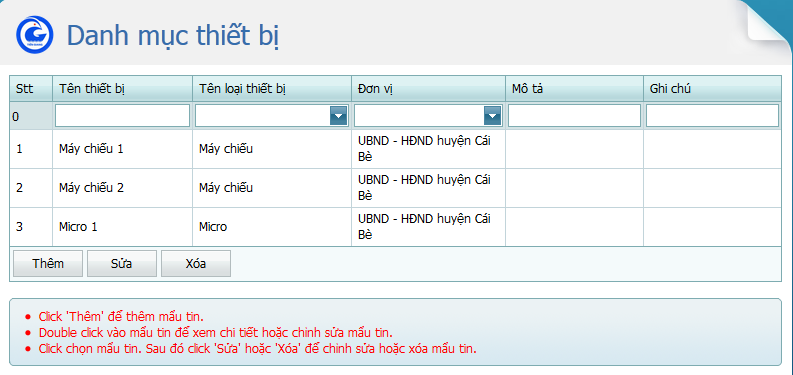 Danh mục thiết bị
Stt Tên thiết bị Tên loại thiết bị Đơn vị Mô tả Ghi chú
0
1 Máy chiếu 1 Máy chiếu UBND - HĐND huyện Cái
Bè
2 Máy chiếu 2 Máy chiếu UBND - HĐND huyện Cái
Bè
3 Micro 1 Micro UBND - HĐND huyện Cái
Bè
Thêm Sửa Xóa
Click 'Thêm' để thêm mẩu tin.
Double click vào mẩu tin để xem chi tiết hoặc chỉnh sửa mẩu tin.
Click chọn mẩu tin. Sau đó click 'Sửa' hoặc 'Xóa' để chỉnh sửa hoặc xóa mẩu tin.